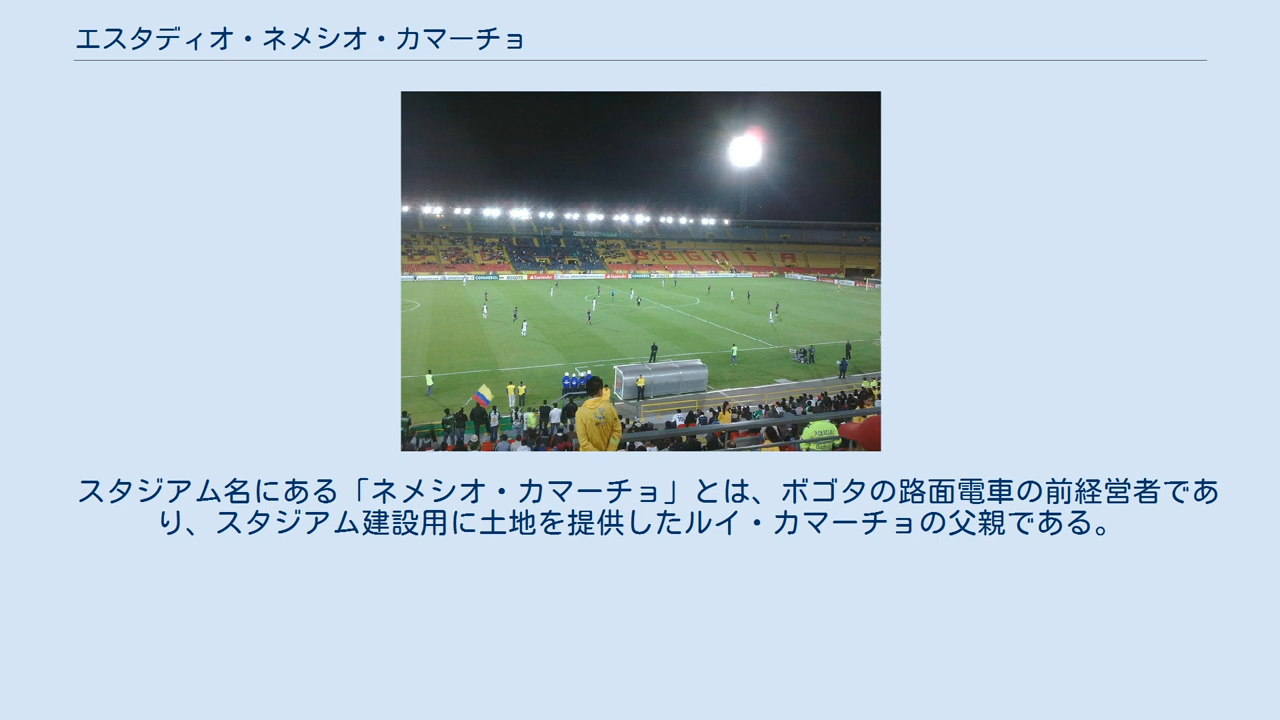 エスタディオ・ネメシオ・カマーチョ
BOGOTA
POLICIA
スタジアム名にある「ネメシオ・カマーチョ」とは、ボゴタの路面電車の前経営者であ
り、スタジアム建設用に土地を提供したルイ・カマーチョの父親である。